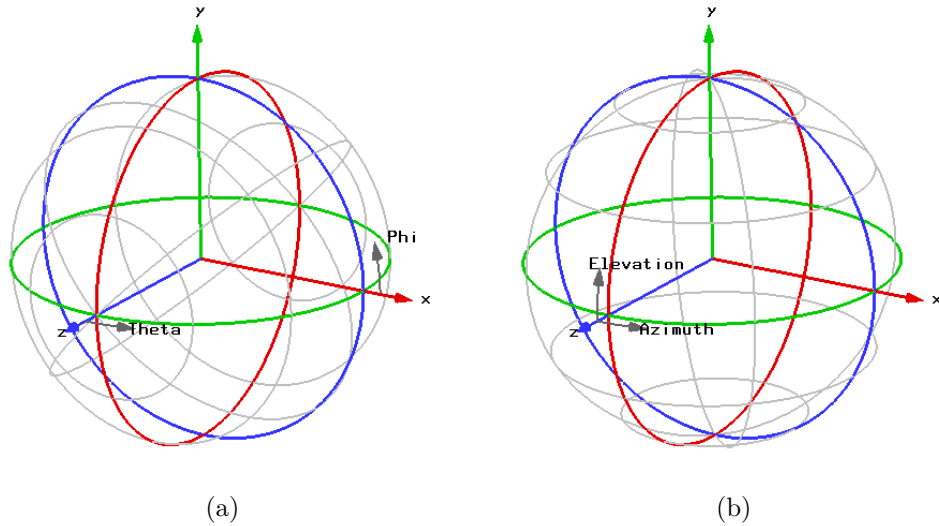 y
Phi
x
z
Theta
(a)
y
Elevation
x
z
Azimuth
(b)